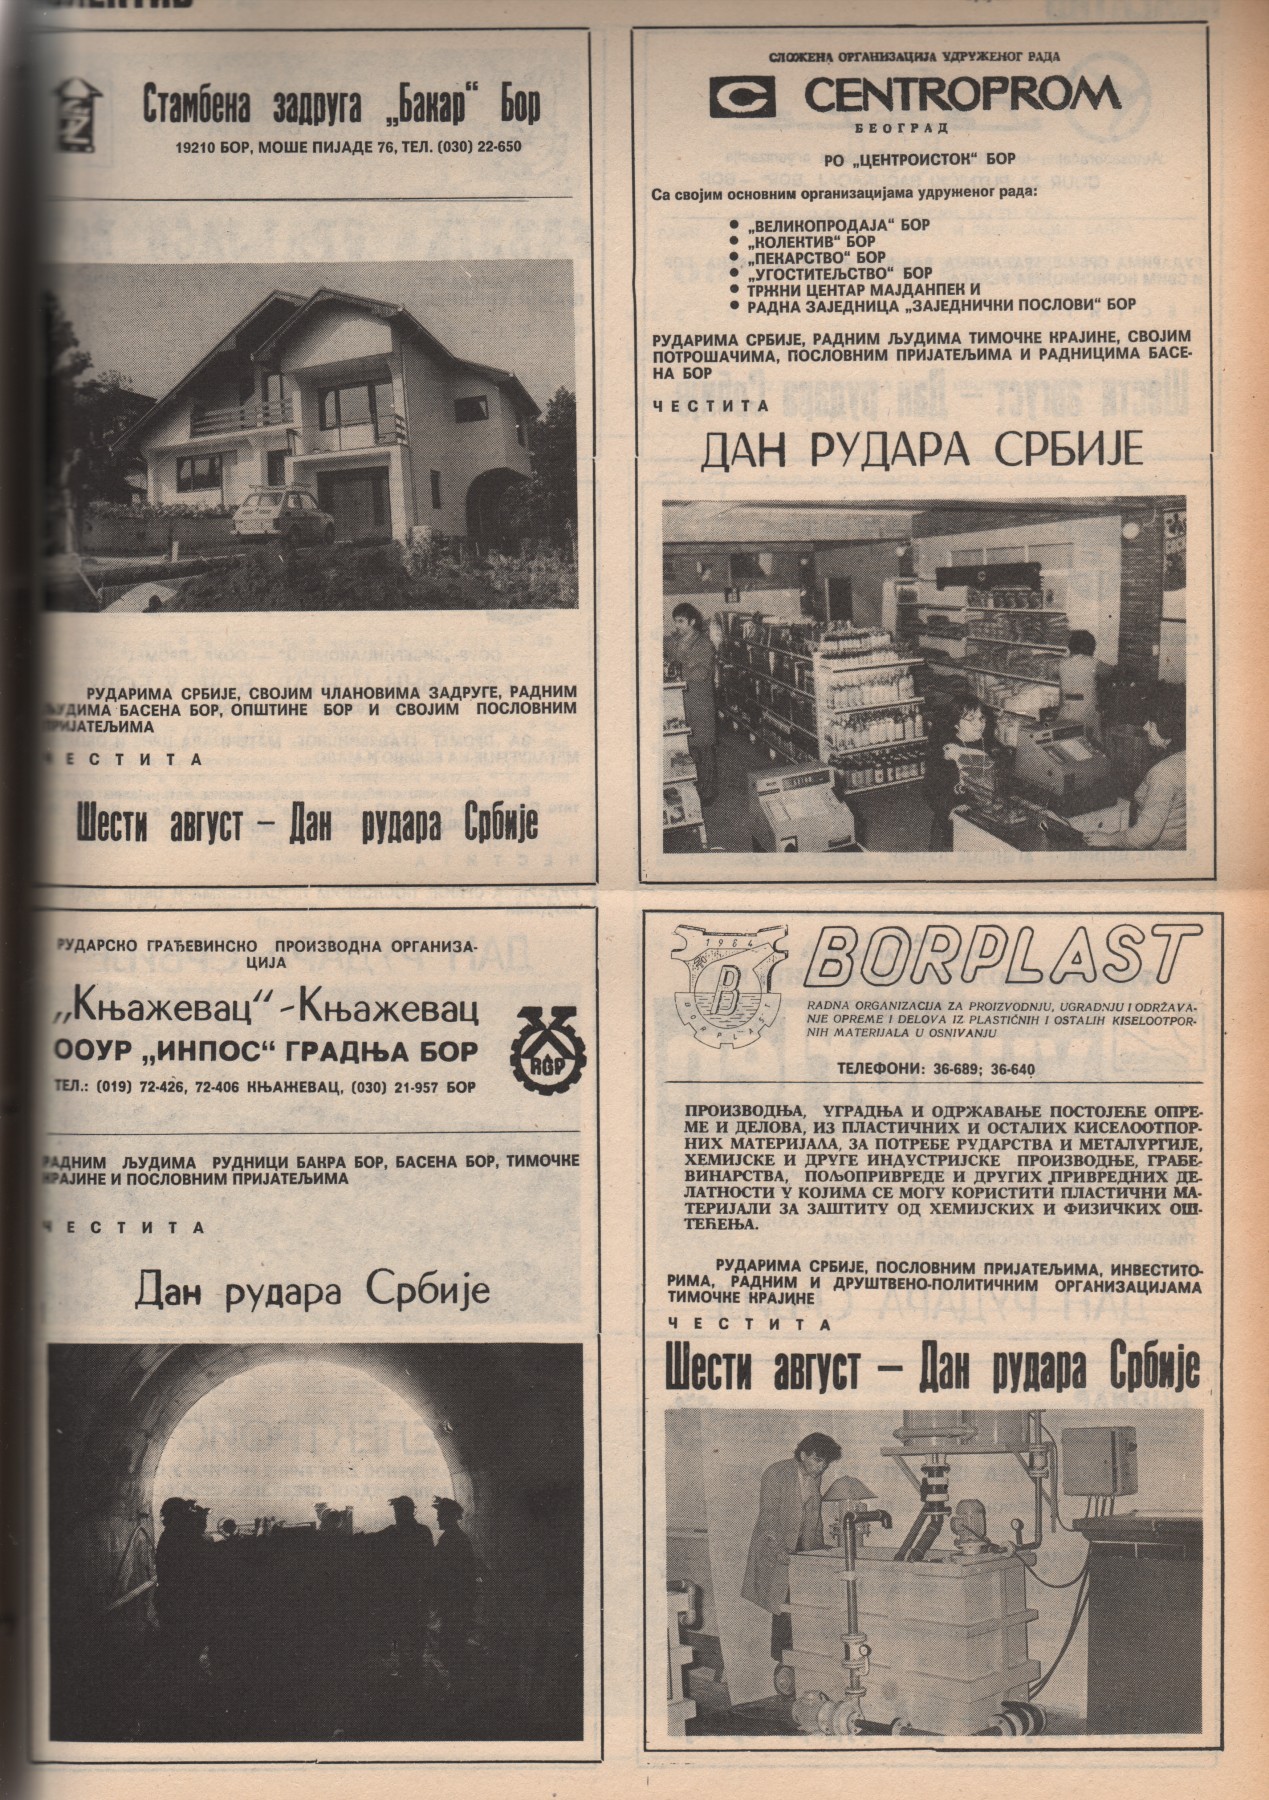 SZ
Стамбена задруга „Бакар“ Бор
19210 БОР, МОШЕ ПИЈАДЕ 76, ТЕЛ. (030) 22-650
РУДАРИМА СРБИЈЕ, СВОЈИМ ЧЛАНОВИМА ЗАДРУГЕ, РАДНИМ
ЉУДИМА БАСЕНА БОР, ОПШТИНЕ БОР И СВОЈИМ ПОСЛОВНИМ
ПРИЈАТЕЉИМА
Ч Е С Т И Т А
Шести август – Дан рудара Србије
СЛОЖЕНА ОРГАНИЗАЦИЈА УДРУЖЕНОГ РАДА
C CENTROPROM
БЕОГРАД
РО „ЦЕНТРОИСТОК“ БОР
Са својим основним организацијама удруженог рада:
● „ВЕЛИКОПРОДАЈА“ БОР
● „КОЛЕКТИВ“ БОР
● „ПЕКАРСТВО“ БОР
● „УГОСТИТЕЉСТВО“ БОР
● ТРЖНИ ЦЕНТАР МАЈДАНПЕК И
● РАДНА ЗАЈЕДНИЦА „ЗАЈЕДНИЧКИ ПОСЛОВИ“ БОР
РУДАРИМА СРБИЈЕ, РАДНИМ ЉУДИМА ТИМОЧКЕ КРАЈИНЕ, СВОЈИМ
ПОТРОШАЧИМА, ПОСЛОВНИМ ПРИЈАТЕЉИМА И РАДНИЦИМА БАСЕ-
НА БОР
Ч Е С Т И Т А
ДАН РУДАРА СРБИЈЕ
РУДАРСКО ГРАЂЕВИНСКО ПРОИЗВОДНА ОРГАНИЗА-
ЦИЈА
„Књажевац“-Књажевац
ООУР „ИНПОС“ ГРАДЊА БОР
ТЕЛ.: (019) 72-426, 72-406 КЊАЖЕВАЦ, (030) 21-957 БОР
RGP
РАДНИМ ЉУДИМА РУДНИЦИ БАКРА БОР, БАСЕНА БОР, ТИМОЧКЕ
КРАЈИНЕ И ПОСЛОВНИМ ПРИЈАТЕЉИМА
Ч Е С Т И Т А
Дан рудара Србије
1984
B
BORPLAST
BORPLAST
RADNA ORGANIZACIJA ZA PROIZVODNJU, UGRADNJU I ODRŽAVA-
NJE OPREME I DELOVA IZ PLASTIČNIH I OSTALIH KISELOOTPOR-
NIH MATERIJALA U OSNIVANJU
ТЕЛЕФОНИ: 36-689; 36-640
ПРОИЗВОДЊА, УГРАДЊА И ОДРЖАВАЊЕ ПОСТОЈЕЋЕ ОПРЕ-
МЕ И ДЕЛОВА, ИЗ ПЛАСТИЧНИХ И ОСТАЛИХ КИСЕЛООТПОР-
НИХ МАТЕРИЈАЛА, ЗА ПОТРЕБЕ РУДАРСТВА И МЕТАЛУРГИЈЕ,
ХЕМИЈСКЕ И ДРУГЕ ИНДУСТРИЈСКЕ ПРОИЗВОДЊЕ, ГРАЂЕ-
ВИНАРСТВА, ПОЉОПРИВРЕДЕ И ДРУГИХ ПРИВРЕДНИХ ДЕ-
ЛАТНОСТИ У КОЈИМА СЕ МОГУ КОРИСТИТИ ПЛАСТИЧНИ МА-
ТЕРИЈАЛИ ЗА ЗАШТИТУ ОД ХЕМИЈСКИХ И ФИЗИЧКИХ ОШ-
ТЕЋЕЊА.
РУДАРИМА СРБИЈЕ, ПОСЛОВНИМ ПРИЈАТЕЉИМА, ИНВЕСТИТО-
РИМА, РАДНИМ И ДРУШТВЕНО-ПОЛИТИЧНИМ ОРГАНИЗАЦИЈАМА
ТИМОЧКЕ КРАЈИНЕ
Ч Е С Т И Т А
Шести август – Дан рудара Србије